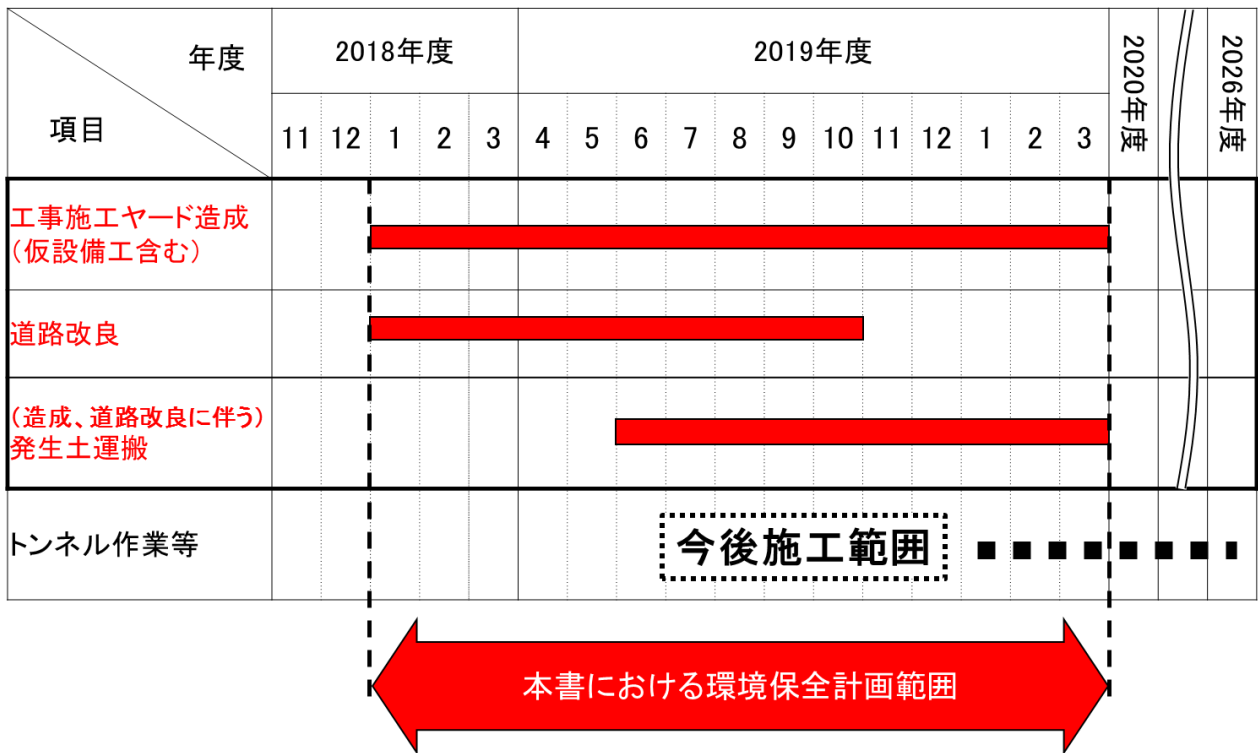 年度
項目
2018年度
2019年度
2020年度
2026年度
11 12 1 2 3 4 5 6 7 8 9 10 11 12 1 2 3
工事施工ヤード造成
(仮設備工含む)
道路改良
(造成、道路改良に伴う)
発生土運搬
トンネル作業等
今後施工範囲
本書における環境保全計画範囲